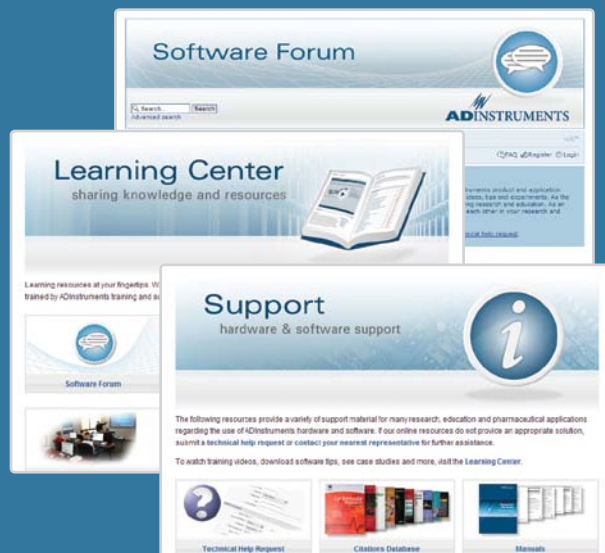 Software Forum
Search...
Search
Advanced search
ADINSTRUMENTS
FAQ Register Login
Learning Center
sharing knowledge and resources
Learning resources at your fingertips. W
trained by ADInstruments training and su
Software Forum
Support
hardware & software support
The following resources provide a variety of support material for many research, education and pharmaceutical applications
regarding the use of ADInstruments hardware and software. If our online resources do not provide an appropriate solution,
submit a technical help request or contact your nearest representative for further assistance.
To watch training videos, download software tips, see case studies and more, visit the Learning Center.
Technical Help Request
Citations Database
Manuals